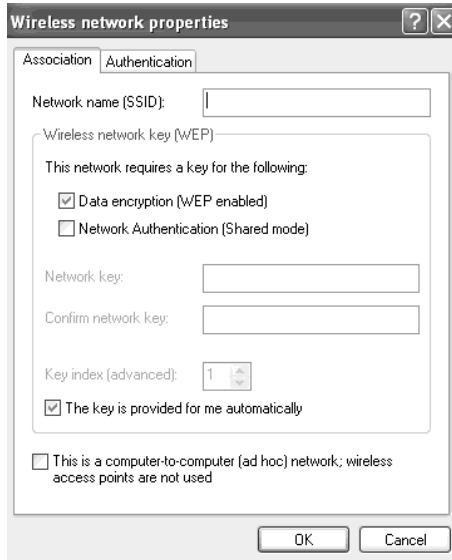 Wireless network properties
Association
Authentication
Network name (SSID):
Wireless network key (WEP)
This network requires a key for the following:
Data encryption (WEP enabled)
Network Authentication (Shared mode)
Network key:
Confirm network key:
Key index (advanced): 1
The key is provided for me automatically
This is a computer-to-computer (ad hoc) network; wireless
access points are not used
OK
Cancel